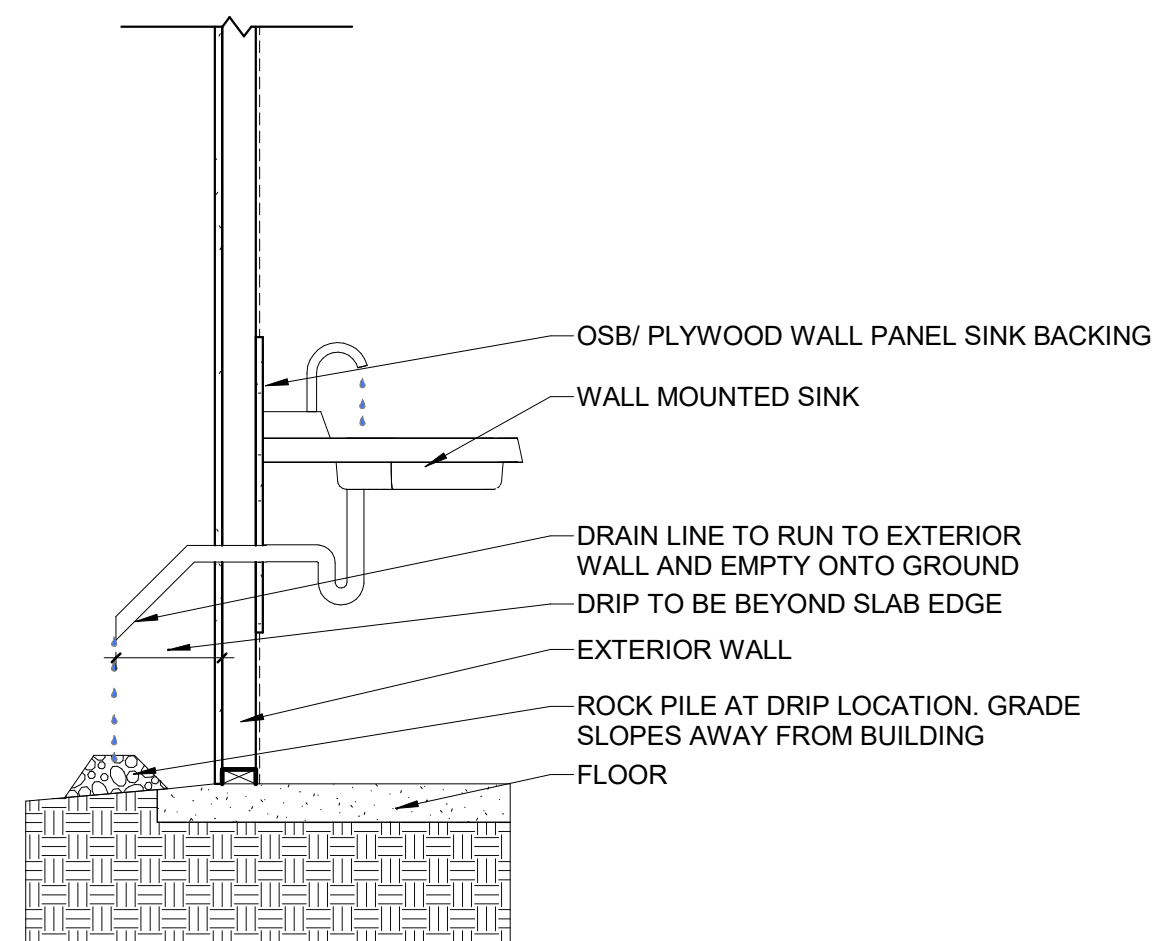 OSB/ PLYWOOD WALL PANEL SINK BACKING
WALL MOUNTED SINK
DRAIN LINE TO RUN TO EXTERIOR
WALL AND EMPTY ONTO GROUND
DRIP TO BE BEYOND SLAB EDGE
EXTERIOR WALL
ROCK PILE AT DRIP LOCATION. GRADE
SLOPES AWAY FROM BUILDING
FLOOR